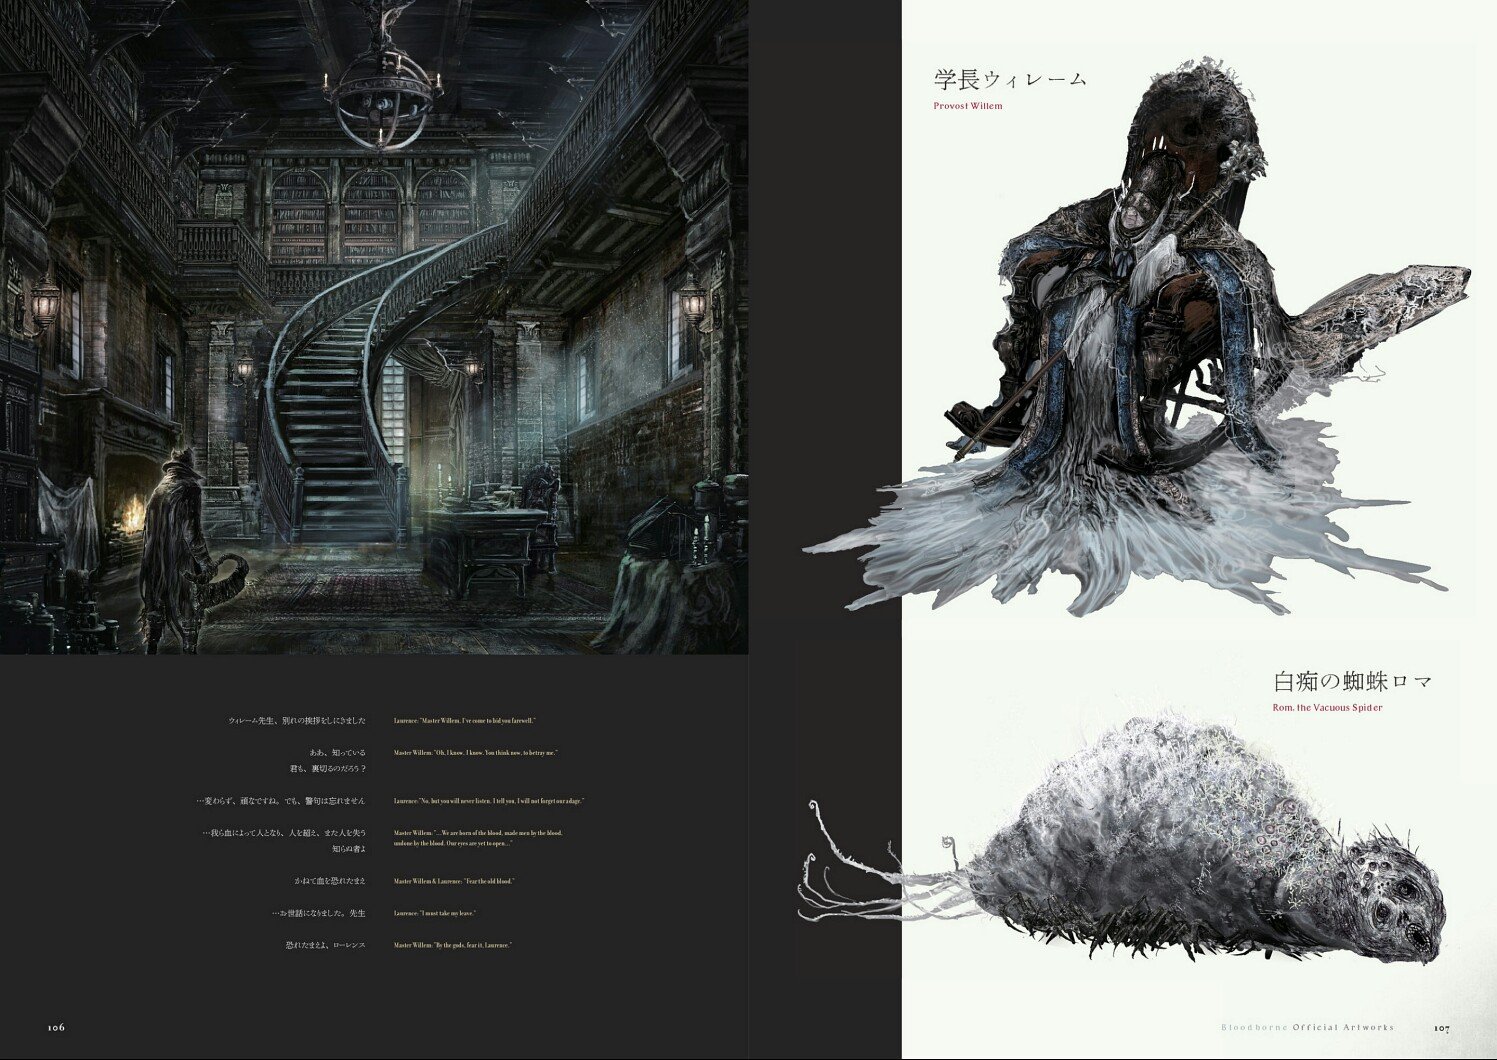 ウィレーム先生、別れの挨拶をしにきました
Laurence: "Master Willem, I've come to bid you farewell."
ああ、知っている
Master Willem: "Oh, I know, I know. You think now, to betray me."
君も、裏切るのだろう？
…変わらず、頑なですね。でも、警句は忘れません
Laurence: "No, but you will never listen. I tell you, I will not forget our adage."
…我ら血によって人となり、人を超え、また人を失う
知らぬ者よ
Master Willem: "...We are born of the blood, made men by the blood,
undone by the blood. Our eyes are yet to open..."
かねて血を恐れたまえ
Master Willem & Laurence: "Fear the old blood."
…お世話になりました。先生
Laurence: "I must take my leave."
恐れたまえよ、ローレンス
Master Willem: "By the gods, fear it, Laurence."
106
学長ウィレーム
Provost Willem
白痴の蜘蛛ロマ
Rom, the Vacuous Spider
Bloodborne Official Artworks
107